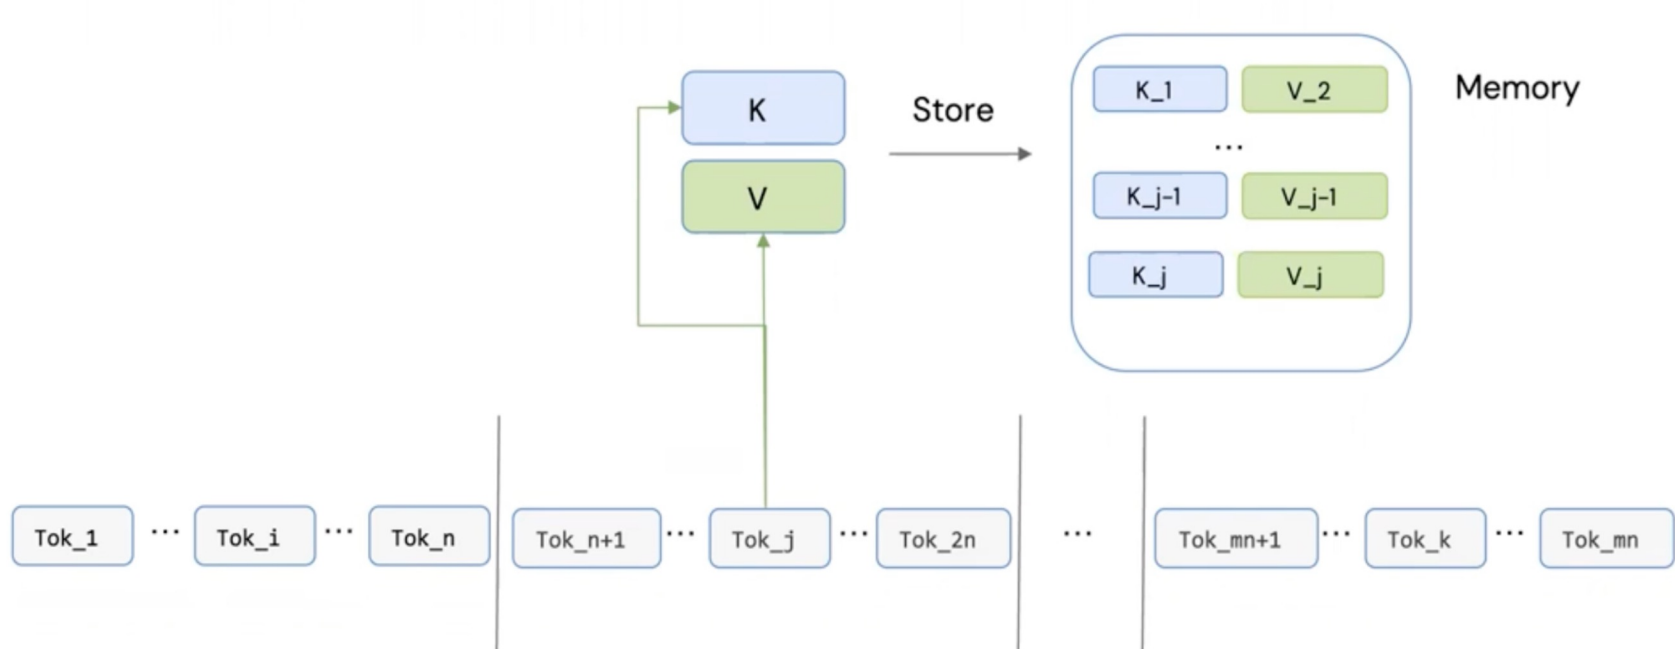 K
V
Store
Memory
K_1 V_2
...
K_j-1 V_j-1
K_j V_j
Tok_1 ... Tok_i ... Tok_n Tok_n+1 ... Tok_j ... Tok_2n ... Tok_mn+1 ... Tok_k ... Tok_mn